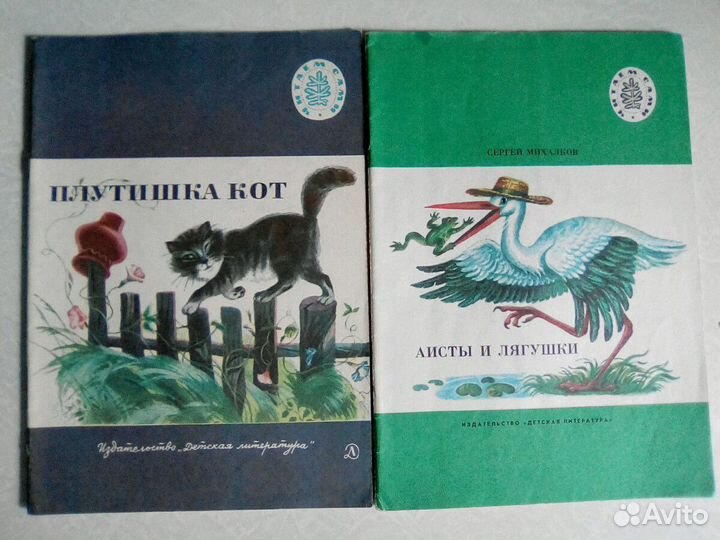 ЧИТАЕМ САМИ
ПЛУТИШКА КОТ
Издательство „Детская литература"
ЧИТАЕМ САМИ
СЕРГЕЙ МИХАЛКОВ
АИСТЫ И ЛЯГУШКИ
ИЗДАТЕЛЬСТВО «ДЕТСКАЯ ЛИТЕРАТУРА»
Avito